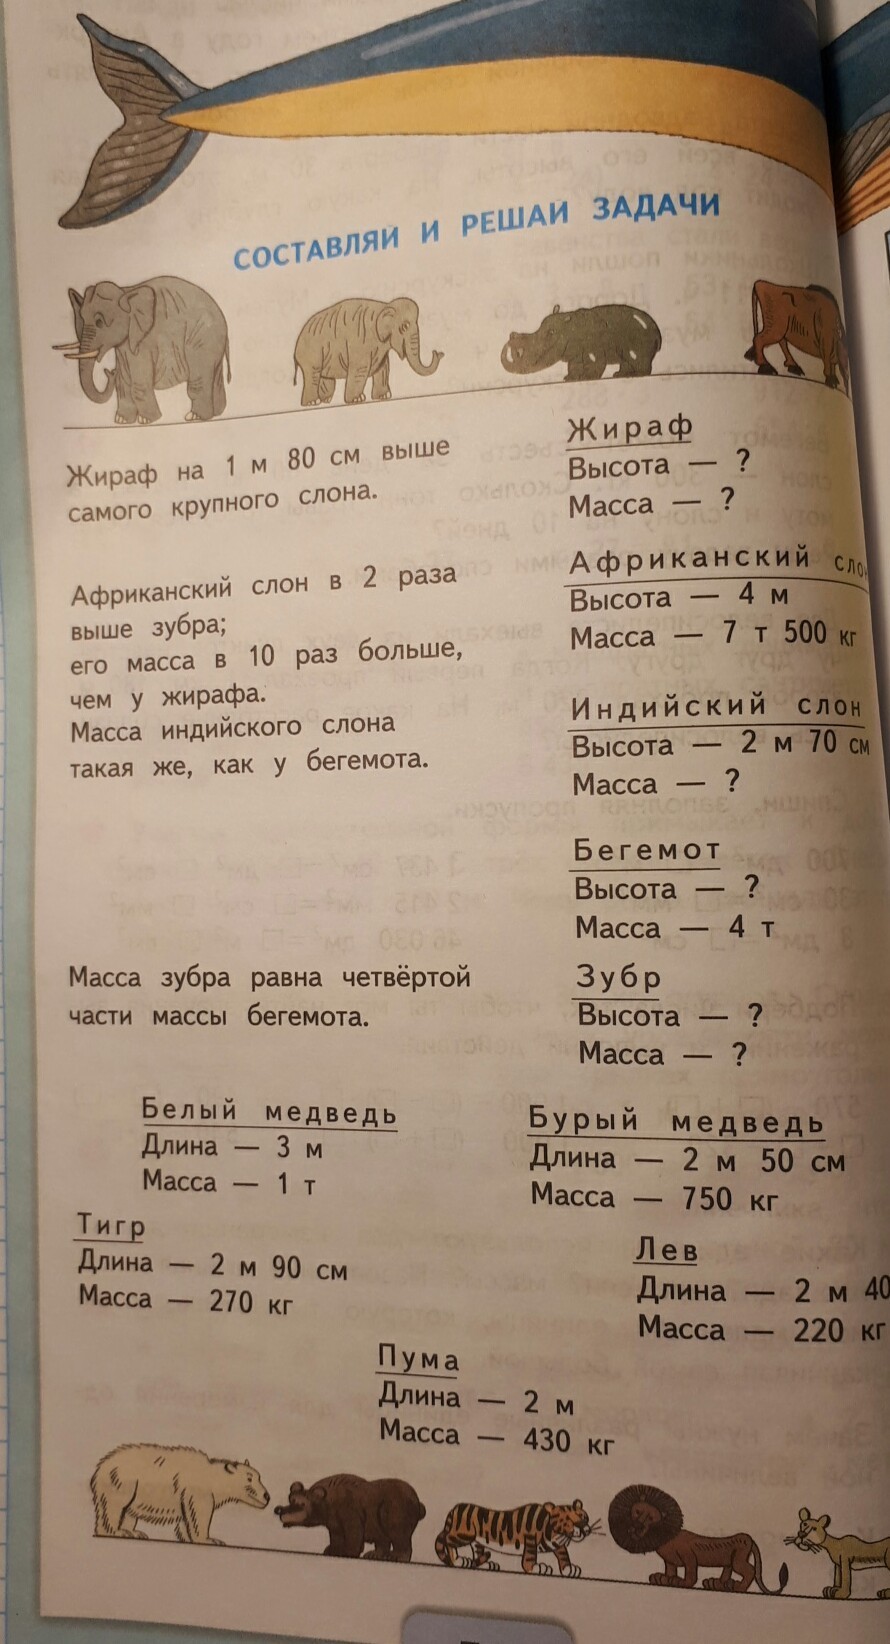 СОСТАВЛЯЙ И РЕШАЙ ЗАДАЧИ
Жираф на 1 м 80 см выше
самого крупного слона.
Жираф
Высота — ?
Масса — ?
Африканский слон в 2 раза
выше зубра;
его масса в 10 раз больше,
чем у жирафа.
Масса индийского слона
такая же, как у бегемота.
Африканский слон
Высота — 4 м
Масса — 7 т 500 кг
Индийский слон
Высота — 2 м 70 см
Масса — ?
Бегемот
Высота — ?
Масса — 4 т
Масса зубра равна четвёртой
части массы бегемота.
Зубр
Высота — ?
Масса — ?
Белый медведь
Длина — 3 м
Масса — 1 т
Бурый медведь
Длина — 2 м 50 см
Масса — 750 кг
Тигр
Длина — 2 м 90 см
Масса — 270 кг
Лев
Длина — 2 м 40
Масса — 220 кг
Пума
Длина — 2 м
Масса — 430 кг